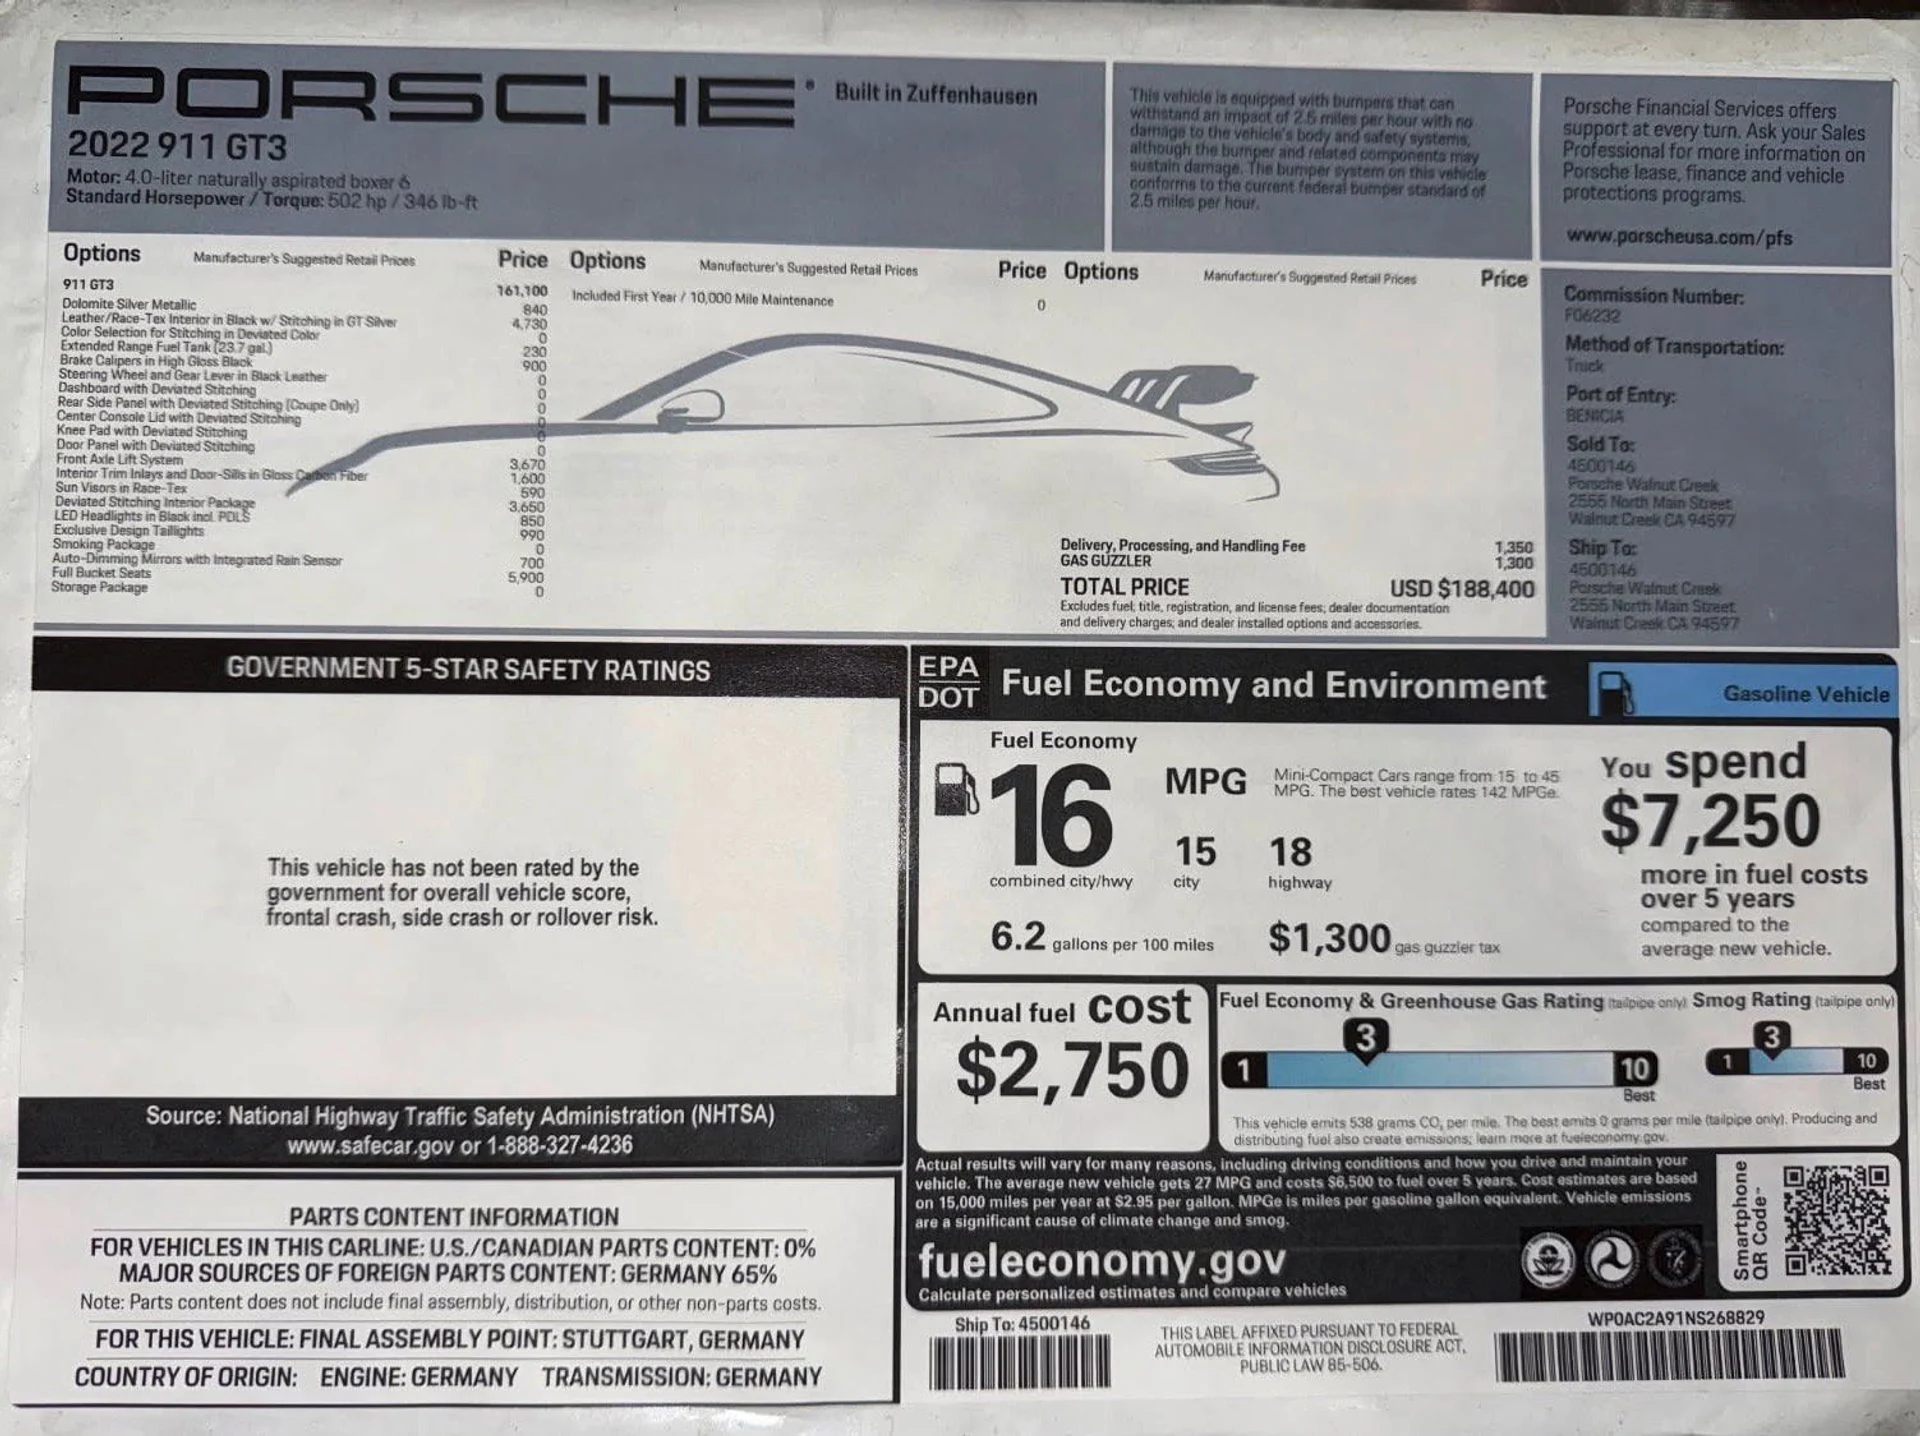 PORSCHE
Built in Zuffenhausen
2022 911 GT3
Motor: 4.0-liter naturally aspirated boxer 6
Standard Horsepower / Torque: 502 hp / 346 lb-ft
This vehicle is equipped with bumpers that can
withstand an impact of 2.5 miles per hour with no
damage to the vehicle's body and safety systems,
although the bumper and related components may
sustain damage. The bumper system on this vehicle
conforms to the current federal bumper standard of
2.5 miles per hour.
Porsche Financial Services offers
support at every turn. Ask your Sales
Professional for more information on
Porsche lease, finance and vehicle
protections programs.
www.porscheusa.com/pfs
Options Manufacturer's Suggested Retail Prices Price
911 GT3 161,100
Dolomite Silver Metallic 840
Leather/Race-Tex Interior in Black w/ Stitching in GT Silver 4,730
Color Selection for Stitching in Deviated Color 0
Extended Range Fuel Tank (23.7 gal.) 230
Brake Calipers in High Gloss Black 900
Steering Wheel and Gear Lever in Black Leather 0
Dashboard with Deviated Stitching 0
Rear Side Panel with Deviated Stitching (Coupe Only) 0
Center Console Lid with Deviated Stitching 0
Knee Pad with Deviated Stitching 0
Door Panel with Deviated Stitching 0
Front Axle Lift System 3,670
Interior Trim Inlays and Door-Sills in Gloss Carbon Fiber 1,600
Sun Visors in Race-Tex 590
Deviated Stitching Interior Package 3,650
LED Headlights in Black incl. PDLS 850
Exclusive Design Taillights 990
Smoking Package 0
Auto-Dimming Mirrors with Integrated Rain Sensor 700
Full Bucket Seats 5,900
Storage Package 0
Options Manufacturer's Suggested Retail Prices Price
Included First Year / 10,000 Mile Maintenance 0
Options Manufacturer's Suggested Retail Prices Price
Delivery, Processing, and Handling Fee 1,350
GAS GUZZLER 1,300
TOTAL PRICE USD $188,400
Excludes fuel, title, registration, and license fees; dealer documentation
and delivery charges; and dealer installed options and accessories.
Commission Number:
F06232
Method of Transportation:
Truck
Port of Entry:
BENICIA
Sold To:
4500146
Porsche Walnut Creek
2555 North Main Street
Walnut Creek CA 94597
Ship To:
4500146
Porsche Walnut Creek
2555 North Main Street
Walnut Creek CA 94597
GOVERNMENT 5-STAR SAFETY RATINGS
This vehicle has not been rated by the
government for overall vehicle score,
frontal crash, side crash or rollover risk.
Source: National Highway Traffic Safety Administration (NHTSA)
www.safecar.gov or 1-888-327-4236
PARTS CONTENT INFORMATION
FOR VEHICLES IN THIS CARLINE: U.S./CANADIAN PARTS CONTENT: 0%
MAJOR SOURCES OF FOREIGN PARTS CONTENT: GERMANY 65%
Note: Parts content does not include final assembly, distribution, or other non-parts costs.
FOR THIS VEHICLE: FINAL ASSEMBLY POINT: STUTTGART, GERMANY
COUNTRY OF ORIGIN: ENGINE: GERMANY TRANSMISSION: GERMANY
EPA
DOT
Fuel Economy and Environment
Gasoline Vehicle
Fuel Economy
16 MPG
combined city/hwy
15
city
18
highway
Mini-Compact Cars range from 15 to 45
MPG. The best vehicle rates 142 MPGe.
6.2 gallons per 100 miles
$1,300 gas guzzler tax
You spend
$7,250
more in fuel costs
over 5 years
compared to the
average new vehicle.
Annual fuel cost
$2,750
Fuel Economy & Greenhouse Gas Rating (tailpipe only)
1 3 10
Best
Smog Rating (tailpipe only)
1 3 10
Best
This vehicle emits 538 grams CO₂ per mile. The best emits 0 grams per mile (tailpipe only). Producing and
distributing fuel also create emissions; learn more at fueleconomy.gov.
Actual results will vary for many reasons, including driving conditions and how you drive and maintain your
vehicle. The average new vehicle gets 27 MPG and costs $6,500 to fuel over 5 years. Cost estimates are based
on 15,000 miles per year at $2.95 per gallon. MPGe is miles per gasoline gallon equivalent. Vehicle emissions
are a significant cause of climate change and smog.
fueleconomy.gov
Calculate personalized estimates and compare vehicles
Smartphone
QR Code™
Ship To: 4500146
THIS LABEL AFFIXED PURSUANT TO FEDERAL
AUTOMOBILE INFORMATION DISCLOSURE ACT,
PUBLIC LAW 85-506.
WP0AC2A91NS268829